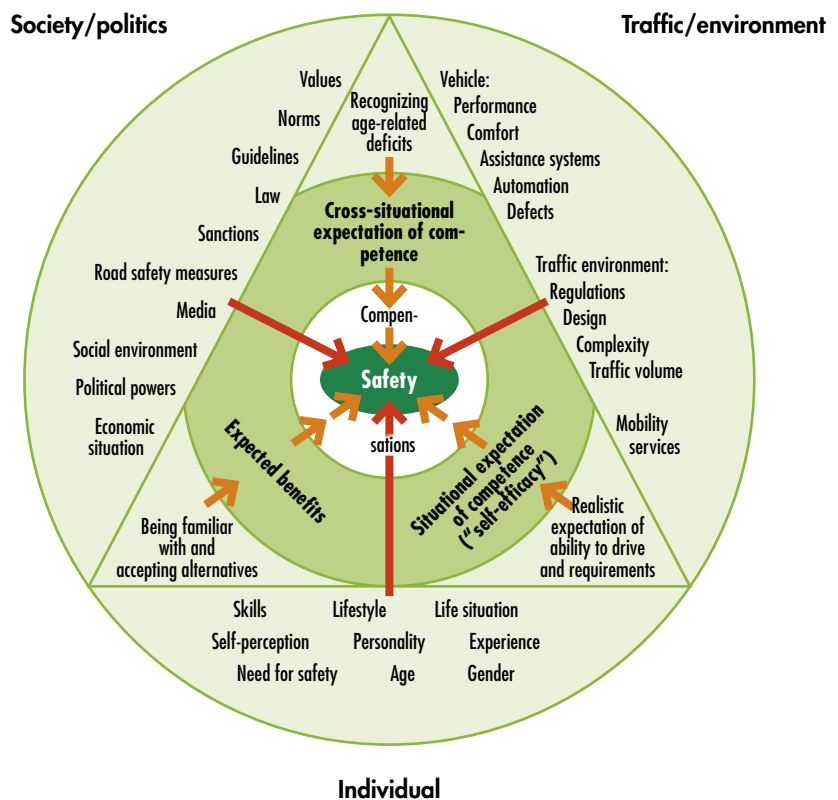 Society/politics
Traffic/environment
Values
Norms
Guidelines
Law
Sanctions
Road safety measures
Media
Social environment
Political powers
Economic
situation
Recognizing
age-related
deficits
Vehicle:
Performance
Comfort
Assistance systems
Automation
Defects
Traffic environment:
Regulations
Design
Complexity
Traffic volume
Mobility
services
Cross-situational
expectation of com-
petence
Compen-
Safety
sations
Expected benefits
Situational expectation
of competence
("self-efficacy")
Being familiar
with and
accepting alternatives
Realistic
expectation of
ability to drive
and requirements
Skills
Lifestyle
Life situation
Self-perception
Personality
Experience
Need for safety
Age
Gender
Individual